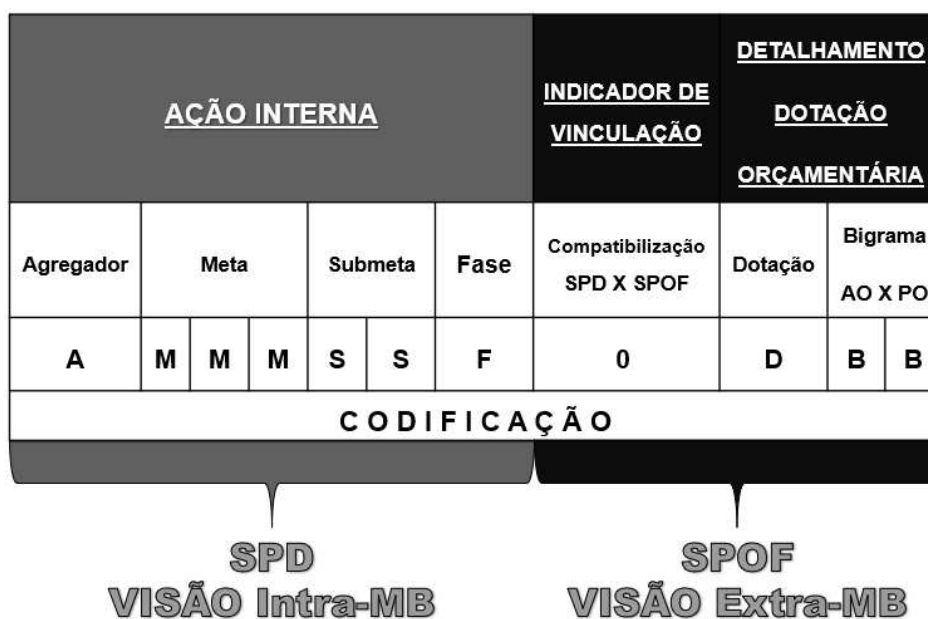 AÇÃO INTERNA
INDICADOR DE
VINCULAÇÃO
DETALHAMENTO
DOTAÇÃO
ORÇAMENTÁRIA
Agregador
Meta
Submeta
Fase
Compatibilização
SPD X SPOF
Dotação
Bigrama
AO X PO
A M M M S S F 0 D B B
CODIFICAÇÃO
SPD
VISÃO Intra-MB
SPOF
VISÃO Extra-MB